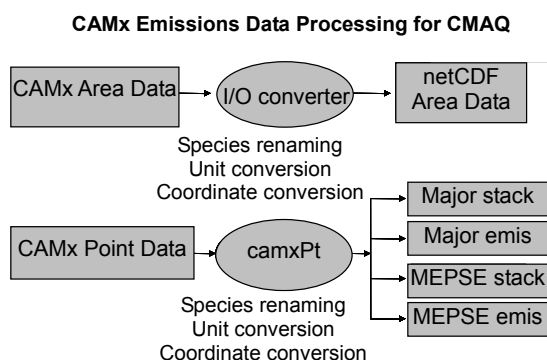 CAMx Emissions Data Processing for CMAQ
CAMx Area Data
I/O converter
netCDF
Area Data
Species renaming
Unit conversion
Coordinate conversion
CAMx Point Data
camxPt
Major stack
Major emis
MEPSE stack
MEPSE emis
Species renaming
Unit conversion
Coordinate conversion